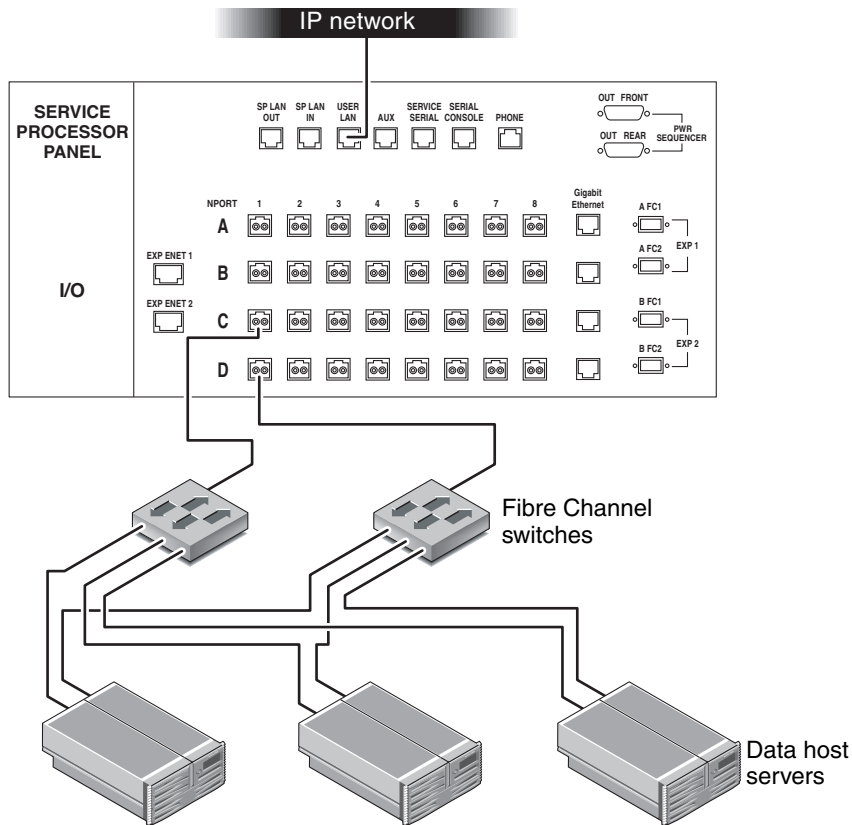 IP network
SERVICE
PROCESSOR
PANEL
I/O
SP LAN
OUT
SP LAN
IN
USER
LAN
AUX
SERVICE
SERIAL
SERIAL
CONSOLE
PHONE
OUT FRONT
OUT REAR
PWR
SEQUENCER
NPORT 1 2 3 4 5 6 7 8
Gigabit
Ethernet
A
B
C
D
EXP ENET 1
EXP ENET 2
A FC1
A FC2
EXP 1
B FC1
B FC2
EXP 2
Fibre Channel
switches
Data host
servers